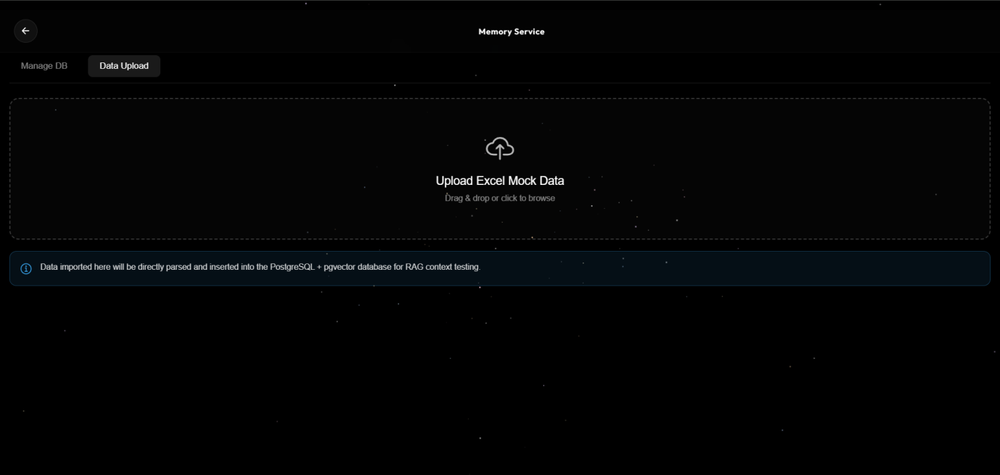 Memory Service
Manage DB
Data Upload
Upload Excel Mock Data
Drag & drop or click to browse
Data imported here will be directly parsed and inserted into the PostgreSQL + pgvector database for RAG context testing.